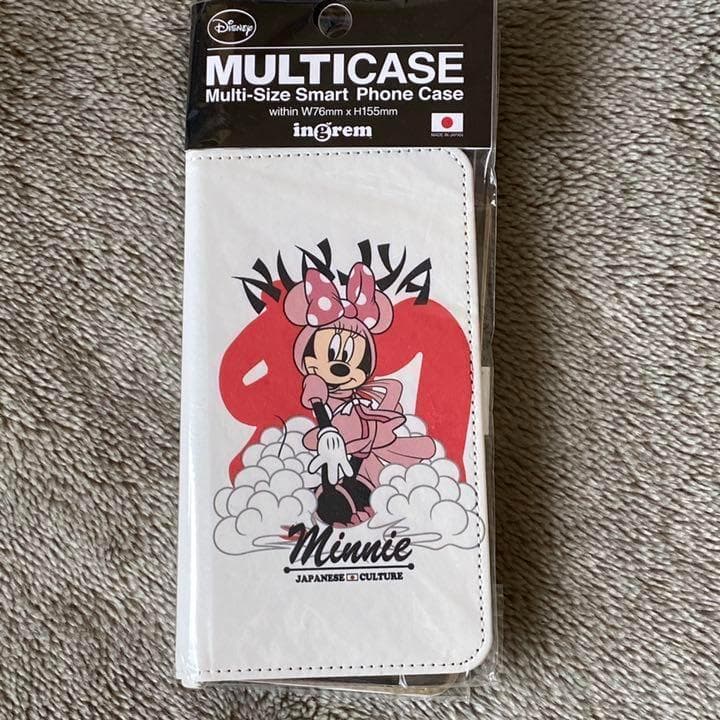 Disney
MULTICASE
Multi-Size Smart Phone Case
within W76mm x H155mm
ingrem
MADE IN JAPAN
NINJYA
Minnie
JAPANESE CULTURE